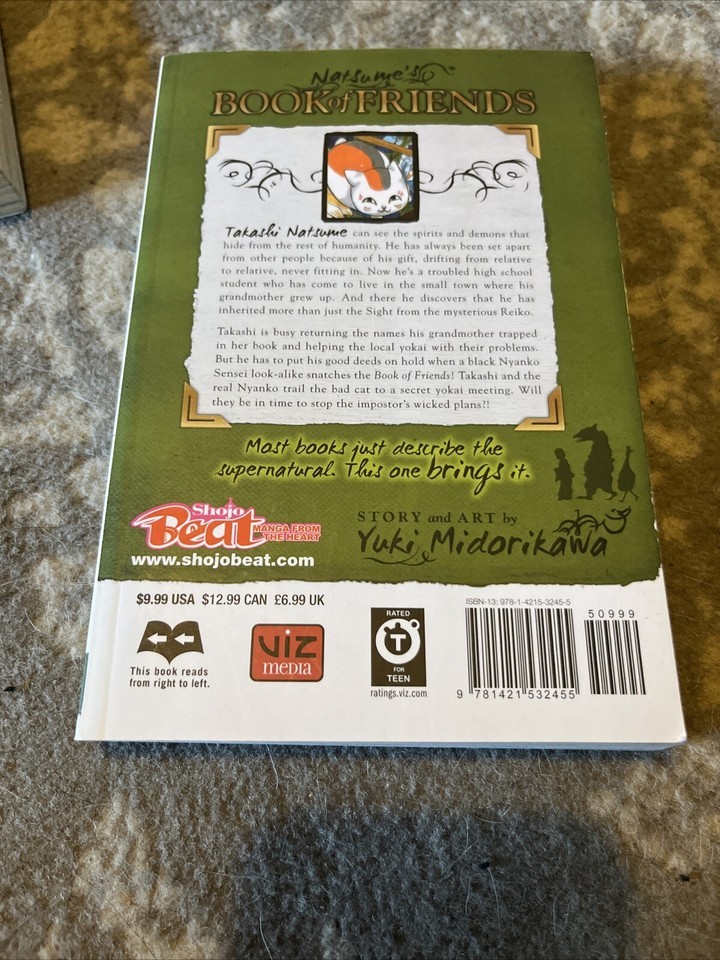 Natsume's
BOOK of FRIENDS
Takashi Natsume can see the spirits and demons that
hide from the rest of humanity. He has always been set apart
from other people because of his gift, drifting from relative
to relative, never fitting in. Now he's a troubled high school
student who has come to live in the small town where his
grandmother grew up. And there he discovers that he has
inherited more than just the Sight from the mysterious Reiko.
Takashi is busy returning the names his grandmother trapped
in her book and helping the local yokai with their problems.
But he has to put his good deeds on hold when a black Nyanko
Sensei look-alike snatches the Book of Friends! Takashi and the
real Nyanko trail the bad cat to a secret yokai meeting. Will
they be in time to stop the impostor's wicked plans?!
Most books just describe the
supernatural. This one brings it.
Shojo
Beat
MANGA FROM
THE HEART
www.shojobeat.com
STORY and ART by
Yuki Midorikawa
$9.99 USA $12.99 CAN £6.99 UK
This book reads
from right to left.
VIZ
MEDIA
RATED
T
FOR
TEEN
ratings.viz.com
ISBN-13: 978-1-4215-3245-5
50999
9 781421 532455